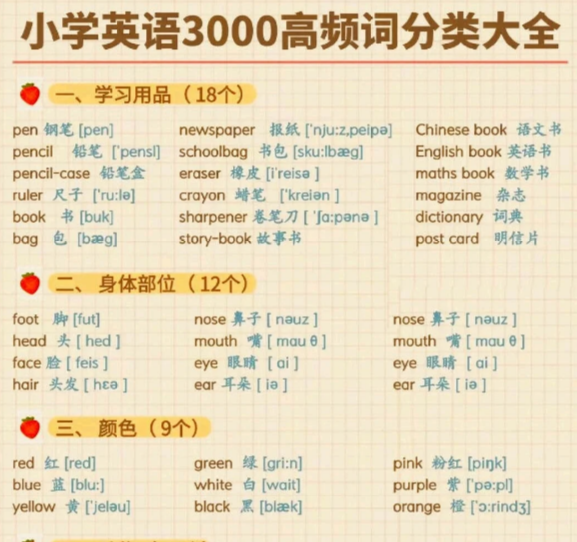 小学英语3000高频词分类大全
一、学习用品（18个）
pen 钢笔 [pen] newspaper 报纸 ['nju:z,peipə] Chinese book 语文书
pencil 铅笔 ['pensl] schoolbag 书包 [sku:lbæg] English book 英语书
pencil-case 铅笔盒 eraser 橡皮 [i'reisə] maths book 数学书
ruler 尺子 ['ru:lə] crayon 蜡笔 ['kreiən] magazine 杂志
book 书 [buk] sharpener 卷笔刀 ['ʃɑ:pənə] dictionary 词典
bag 包 [bæg] story-book 故事书 post card 明信片
二、身体部位（12个）
foot 脚 [fut] nose 鼻子 [ nəuz ] nose 鼻子 [ nəuz ]
head 头 [ hed ] mouth 嘴 [ mau θ ] mouth 嘴 [ mau θ ]
face 脸 [ feis ] eye 眼睛 [ ai ] eye 眼睛 [ ai ]
hair 头发 [ hɛə ] ear 耳朵 [ iə ] ear 耳朵 [ iə ]
三、颜色（9个）
red 红 [red] green 绿 [gri:n] pink 粉红 [piŋk]
blue 蓝 [blu:] white 白 [wait] purple 紫 ['pə:pl]
yellow 黄 ['jeləu] black 黑 [blæk] orange 橙 ['ɔ:rindʒ]